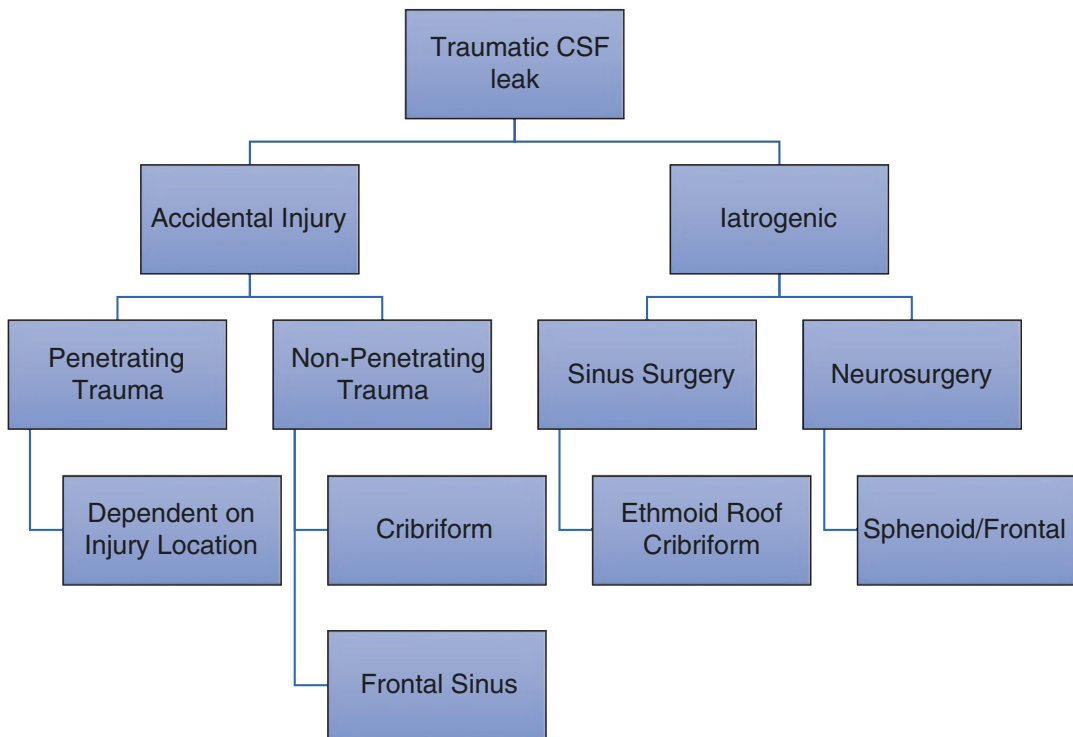 Traumatic CSF
leak
Accidental Injury
Iatrogenic
Penetrating
Trauma
Non-Penetrating
Trauma
Sinus Surgery
Neurosurgery
Dependent on
Injury Location
Cribriform
Ethmoid Roof
Cribriform
Sphenoid/Frontal
Frontal Sinus